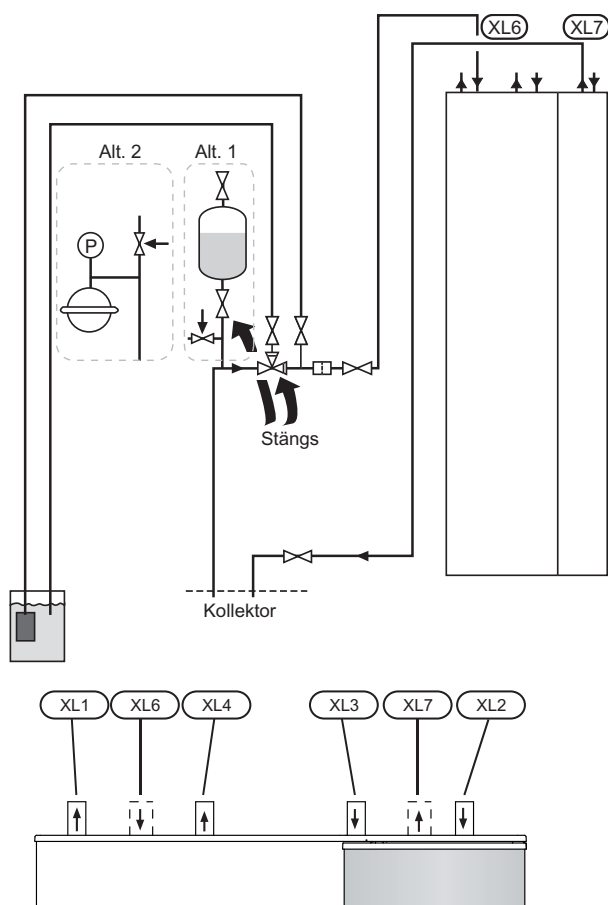 XL6 XL7
Alt. 2 Alt. 1
P
Stängs
Kollektor
XL1 XL6 XL4 XL3 XL7 XL2